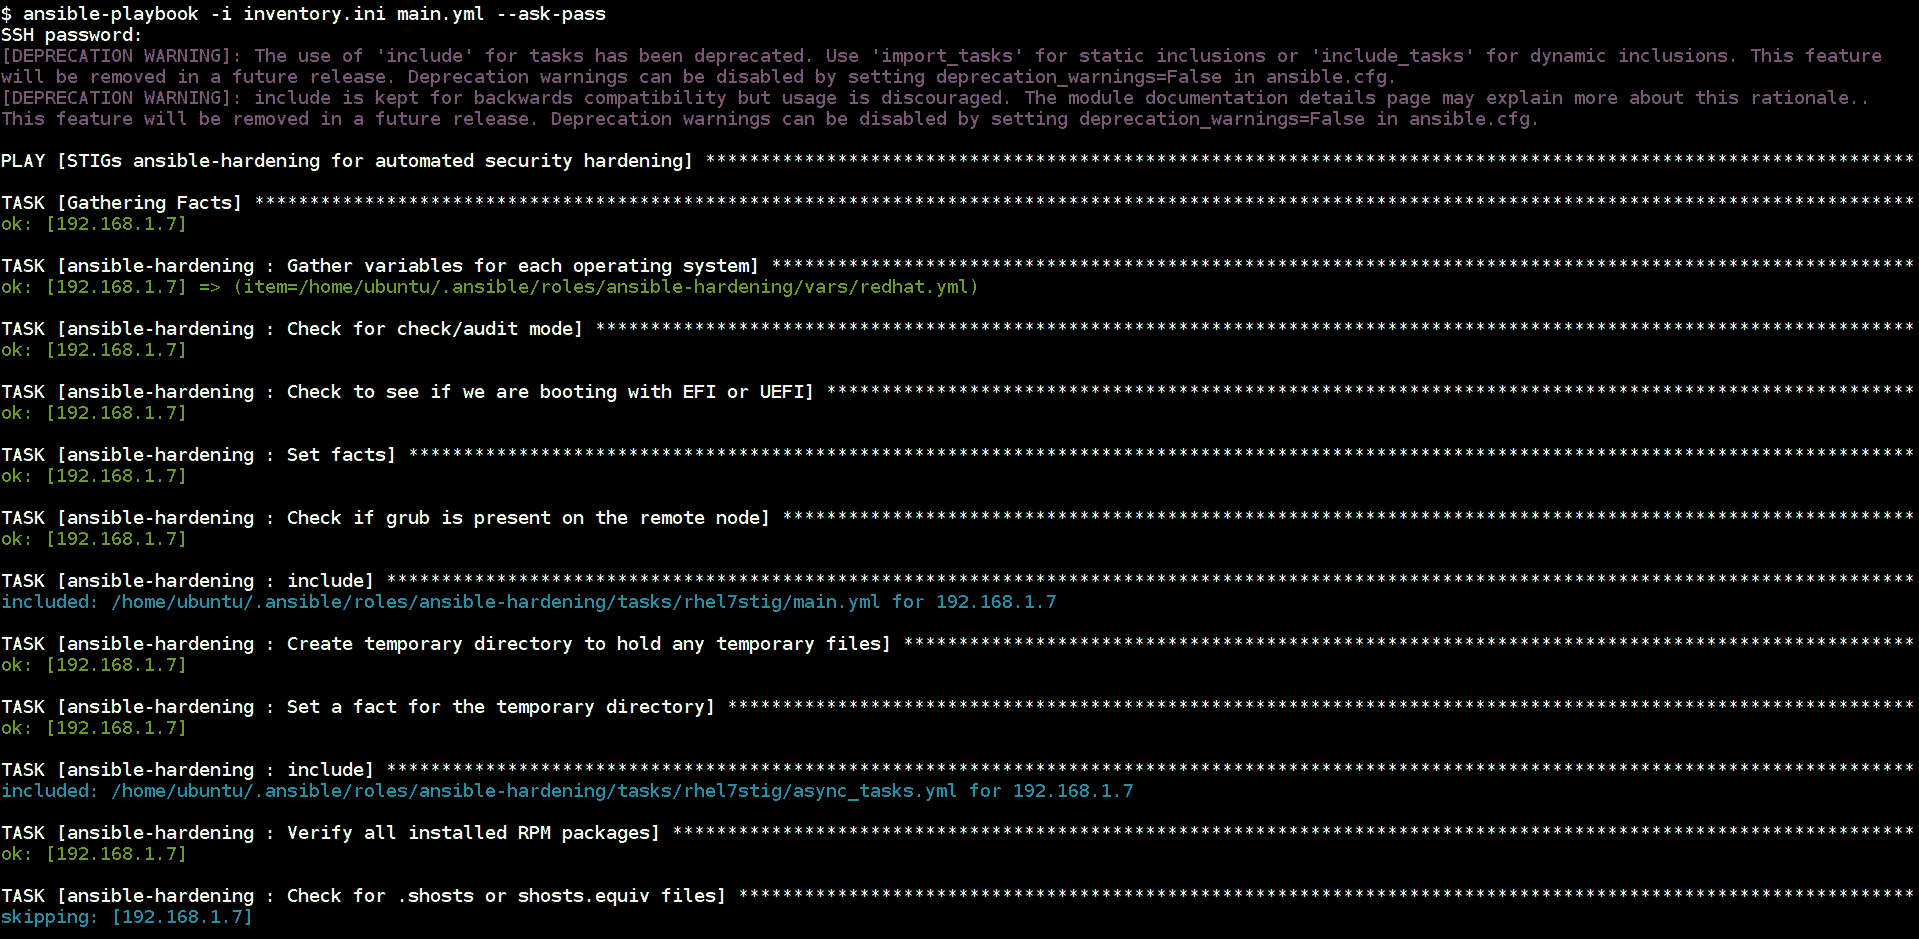 $ ansible-playbook -i inventory.ini main.yml --ask-pass
SSH password:
[DEPRECATION WARNING]: The use of 'include' for tasks has been deprecated. Use 'import_tasks' for static inclusions or 'include_tasks' for dynamic inclusions. This feature
will be removed in a future release. Deprecation warnings can be disabled by setting deprecation_warnings=False in ansible.cfg.
[DEPRECATION WARNING]: include is kept for backwards compatibility but usage is discouraged. The module documentation details page may explain more about this rationale..
This feature will be removed in a future release. Deprecation warnings can be disabled by setting deprecation_warnings=False in ansible.cfg.
PLAY [STIGs ansible-hardening for automated security hardening] **************************************************************************************************************
TASK [Gathering Facts] *******************************************************************************************************************************************************
ok: [192.168.1.7]
TASK [ansible-hardening : Gather variables for each operating system] ********************************************************************************************************
ok: [192.168.1.7] => (item=/home/ubuntu/.ansible/roles/ansible-hardening/vars/redhat.yml)
TASK [ansible-hardening : Check for check/audit mode] ************************************************************************************************************************
ok: [192.168.1.7]
TASK [ansible-hardening : Check to see if we are booting with EFI or UEFI] ***************************************************************************************************
ok: [192.168.1.7]
TASK [ansible-hardening : Set facts] *****************************************************************************************************************************************
ok: [192.168.1.7]
TASK [ansible-hardening : Check if grub is present on the remote node] *******************************************************************************************************
ok: [192.168.1.7]
TASK [ansible-hardening : include] *******************************************************************************************************************************************
included: /home/ubuntu/.ansible/roles/ansible-hardening/tasks/rhel7stig/main.yml for 192.168.1.7
TASK [ansible-hardening : Create temporary directory to hold any temporary files] ********************************************************************************************
ok: [192.168.1.7]
TASK [ansible-hardening : Set a fact for the temporary directory] ************************************************************************************************************
ok: [192.168.1.7]
TASK [ansible-hardening : include] *******************************************************************************************************************************************
included: /home/ubuntu/.ansible/roles/ansible-hardening/tasks/rhel7stig/async_tasks.yml for 192.168.1.7
TASK [ansible-hardening : Verify all installed RPM packages] *****************************************************************************************************************
ok: [192.168.1.7]
TASK [ansible-hardening : Check for .shosts or shosts.equiv files] ***********************************************************************************************************
skipping: [192.168.1.7]